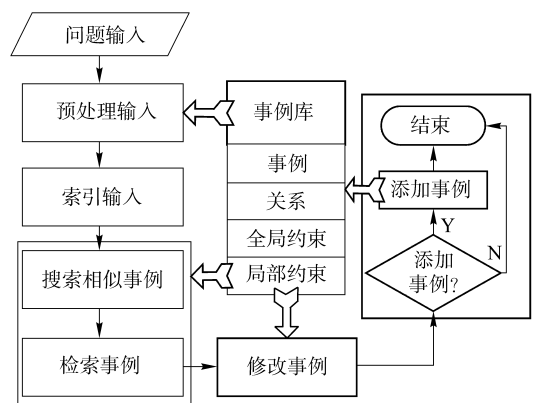 问题输入
预处理输入
索引输入
搜索相似事例
检索事例
事例库
事例
关系
全局约束
局部约束
修改事例
结束
添加事例
Y
N
添加
事例?